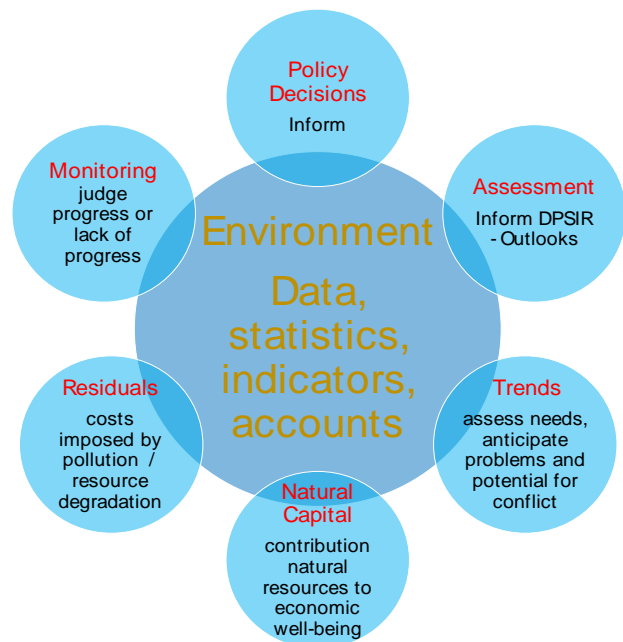 Policy
Decisions
Inform
Monitoring
judge
progress or
lack of
progress
Assessment
Inform DPSIR
- Outlooks
Environment
Data,
statistics,
indicators,
accounts
Residuals
costs
imposed by
pollution /
resource
degradation
Trends
assess needs,
anticipate
problems and
potential for
conflict
Natural
Capital
contribution
natural
resources to
economic
well-being